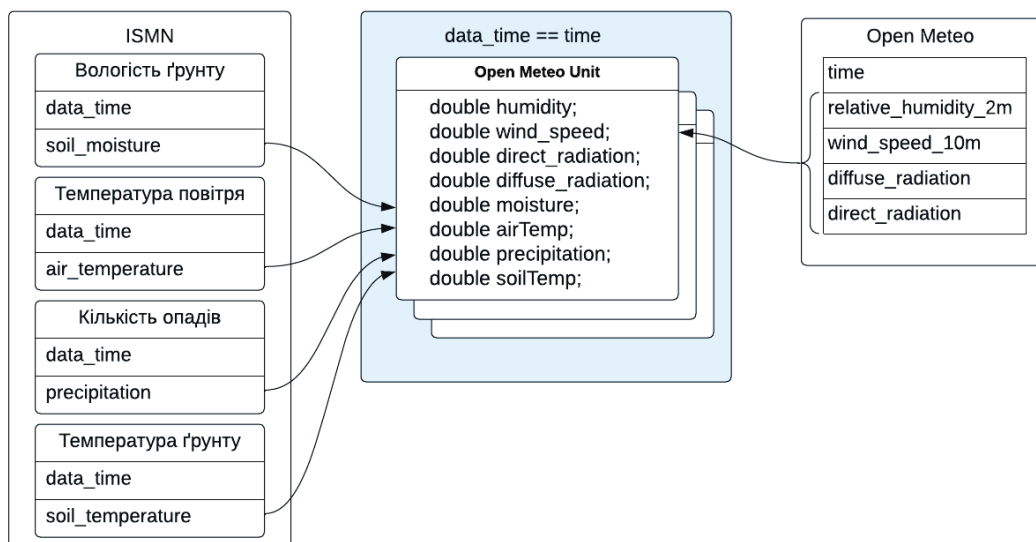 ISMN
Вологість ґрунту
data_time
soil_moisture
Температура повітря
data_time
air_temperature
Кількість опадів
data_time
precipitation
Температура ґрунту
data_time
soil_temperature
data_time == time
Open Meteo Unit
double humidity;
double wind_speed;
double direct_radiation;
double diffuse_radiation;
double moisture;
double airTemp;
double precipitation;
double soilTemp;
Open Meteo
time
relative_humidity_2m
wind_speed_10m
diffuse_radiation
direct_radiation